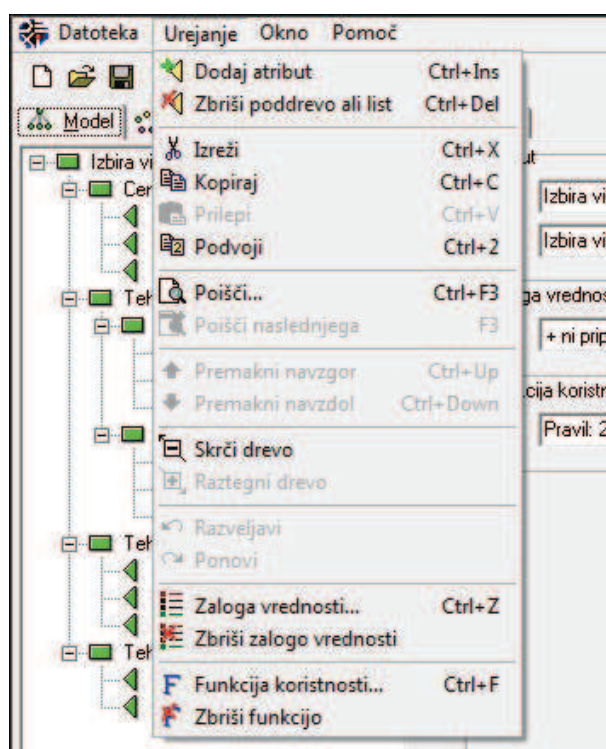 Datoteka Urejanje Okno Pomoč
Dodaj atribut Ctrl+Ins
Zbriši poddrevo ali list Ctrl+Del
Model
Izreži Ctrl+X
Izbira vi
Kopiraj Ctrl+C
Cer
Izbira vi
Prilepi Ctrl+V
Podvoji Ctrl+2
Izbira vi
Poišči... Ctrl+F3
Teh
ga vrednos
Poišči naslednjega F3
+ ni prip
Premakni navzgor Ctrl+Up
Premakni navzdol Ctrl+Down
cija koristn
Pravil: 2
Skrči drevo
Raztegni drevo
Razveljavi
Teh
Ponovi
Zaloga vrednosti... Ctrl+Z
Zbriši zalogo vrednosti
Teh
Funkcija koristnosti... Ctrl+F
Zbriši funkcijo